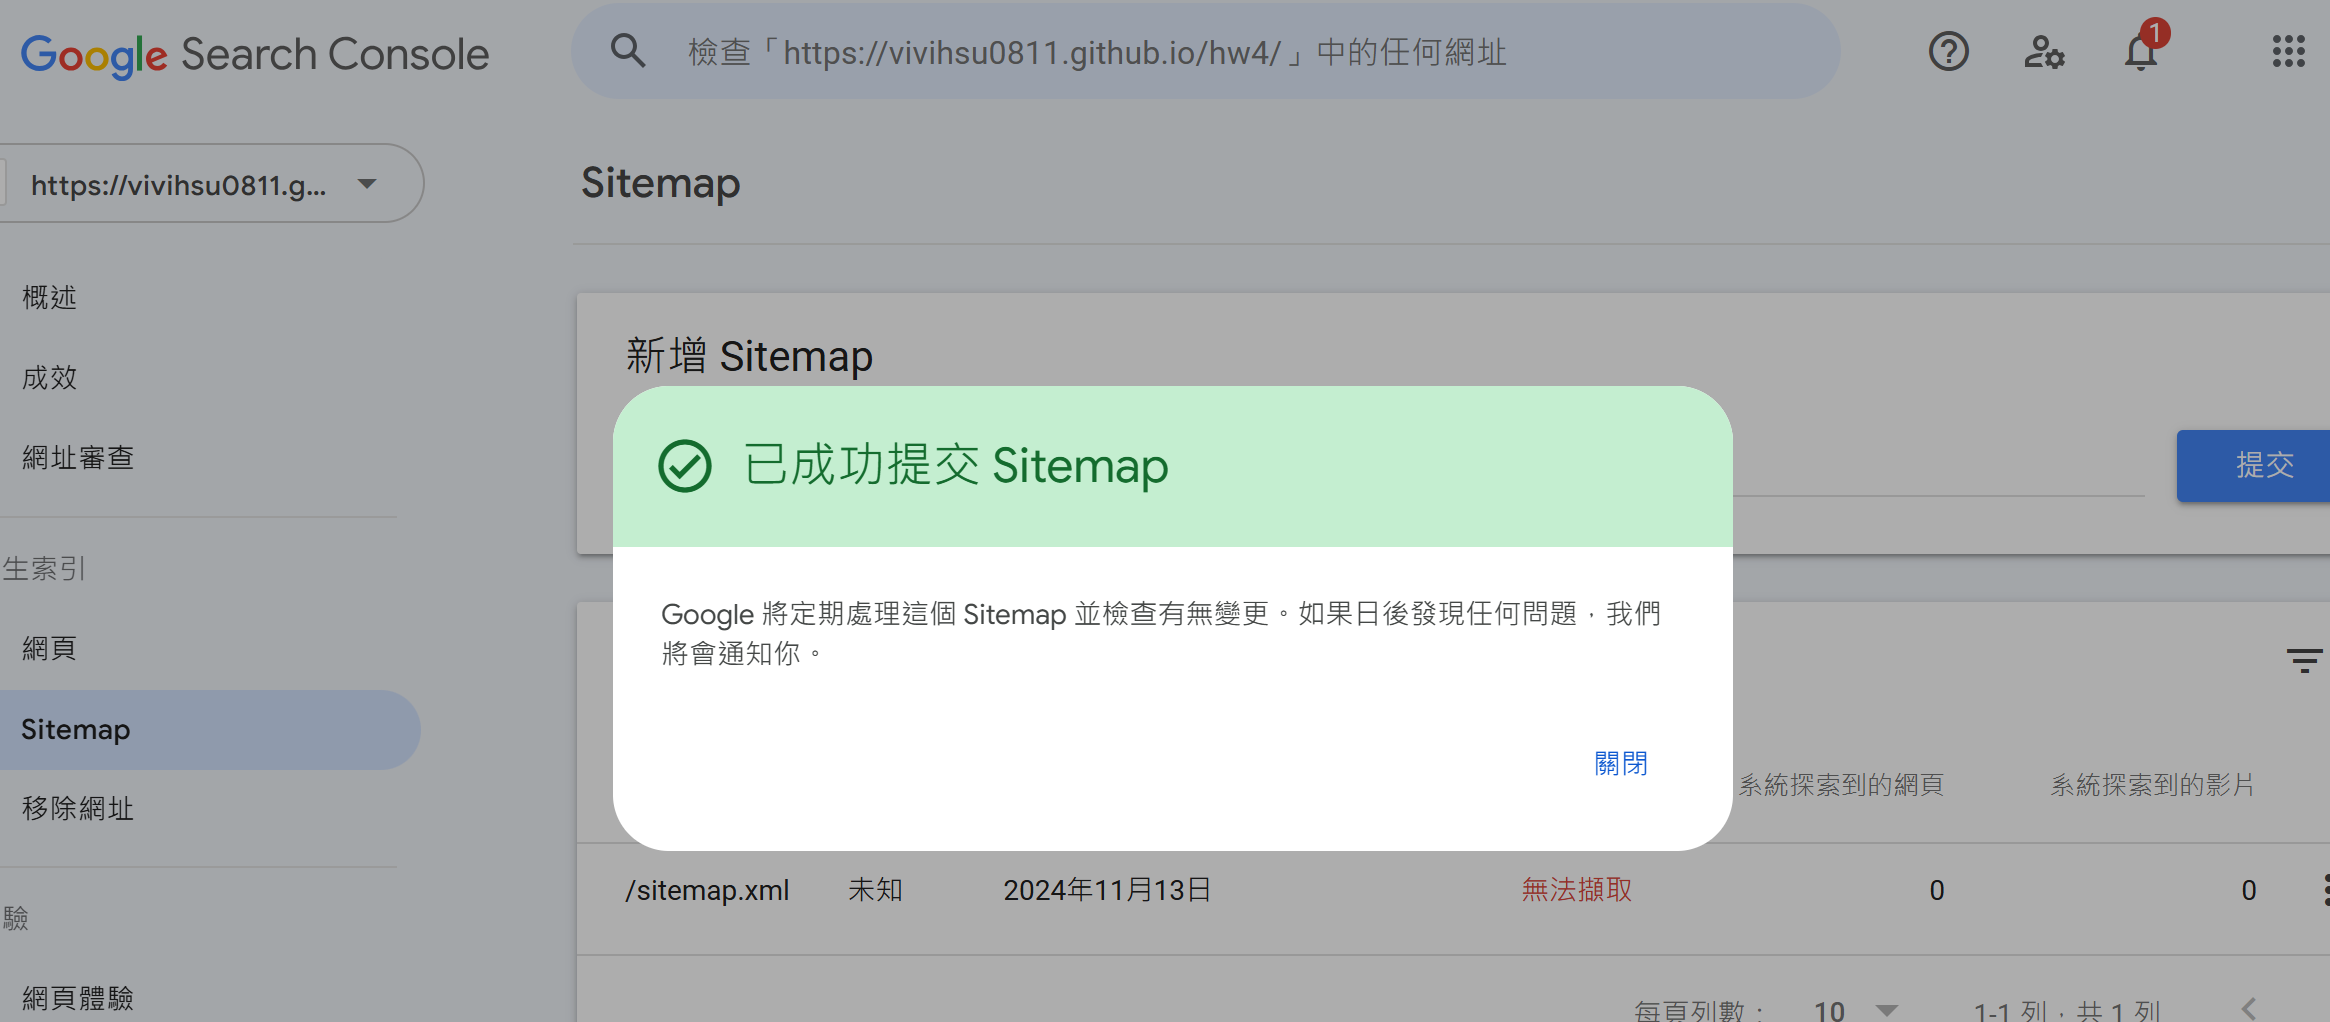 Google Search Console
檢查「https://vivihsu0811.github.io/hw4/」中的任何網址
1
https://vivihsu0811.g...
Sitemap
概述
成效
網址審查
生索引
網頁
Sitemap
移除網址
驗
網頁體驗
新增 Sitemap
提交
已成功提交 Sitemap
Google 將定期處理這個 Sitemap 並檢查有無變更。如果日後發現任何問題，我們
將會通知你。
關閉
系統探索到的網頁 系統探索到的影片
/sitemap.xml 未知 2024年11月13日 無法擷取 0 0
每頁列數： 10 1-1 列，共 1 列